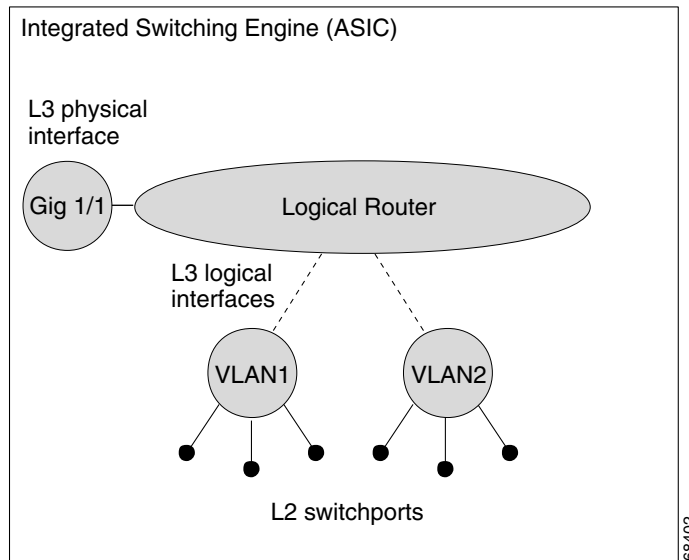 Integrated Switching Engine (ASIC)
L3 physical
interface
Gig 1/1
Logical Router
L3 logical
interfaces
VLAN1
VLAN2
L2 switchports
68402